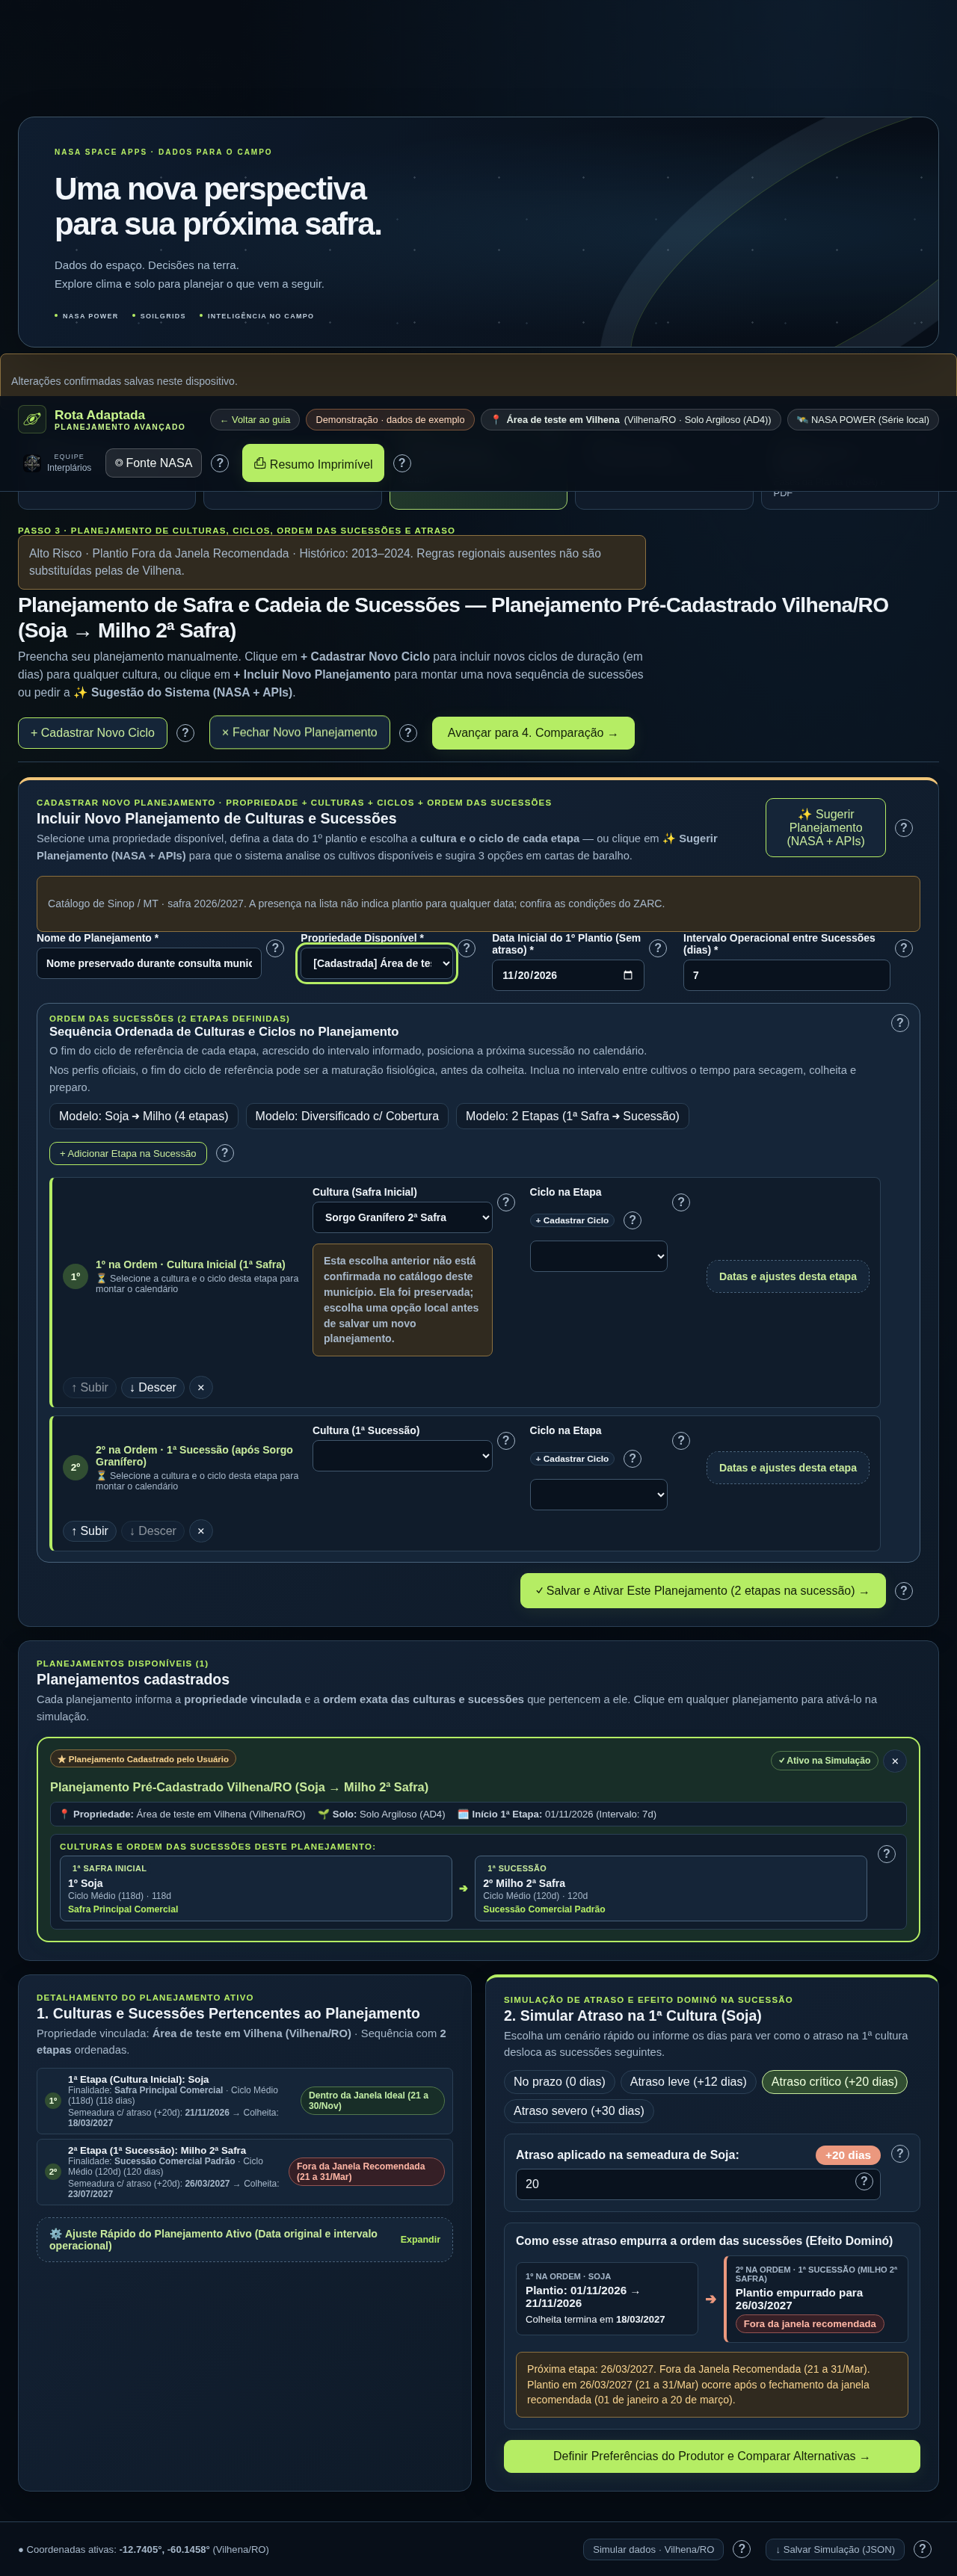 NASA SPACE APPS · DADOS PARA O CAMPO
Uma nova perspectiva
para sua próxima safra.
Dados do espaço. Decisões na terra.
Explore clima e solo para planejar o que vem a seguir.
NASA POWER
SOILGRIDS
INTELIGÊNCIA NO CAMPO
Alterações confirmadas salvas neste dispositivo.
Rota Adaptada
PLANEJAMENTO AVANÇADO
← Voltar ao guia
Demonstração · dados de exemplo
📍 Área de teste em Vilhena (Vilhena/RO · Solo Argiloso (AD4))
🛰️ NASA POWER (Série local)
EQUIPE
Interplários
Fonte NASA
?
Resumo Imprimível
?
PDF
PASSO 3 · PLANEJAMENTO DE CULTURAS, CICLOS, ORDEM DAS SUCESSÕES E ATRASO
Alto Risco · Plantio Fora da Janela Recomendada · Histórico: 2013–2024. Regras regionais ausentes não são
substituídas pelas de Vilhena.
Planejamento de Safra e Cadeia de Sucessões — Planejamento Pré-Cadastrado Vilhena/RO
(Soja → Milho 2ª Safra)
Preencha seu planejamento manualmente. Clique em + Cadastrar Novo Ciclo para incluir novos ciclos de duração (em
dias) para qualquer cultura, ou clique em + Incluir Novo Planejamento para montar uma nova sequência de sucessões
ou pedir a ✨ Sugestão do Sistema (NASA + APIs).
+ Cadastrar Novo Ciclo
?
× Fechar Novo Planejamento
?
Avançar para 4. Comparação →
CADASTRAR NOVO PLANEJAMENTO · PROPRIEDADE + CULTURAS + CICLOS + ORDEM DAS SUCESSÕES
Incluir Novo Planejamento de Culturas e Sucessões
Selecione uma propriedade disponível, defina a data do 1º plantio e escolha a cultura e o ciclo de cada etapa — ou clique em ✨ Sugerir
Planejamento (NASA + APIs) para que o sistema analise os cultivos disponíveis e sugira 3 opções em cartas de baralho.
✨ Sugerir
Planejamento
(NASA + APIs)
?
Catálogo de Sinop / MT · safra 2026/2027. A presença na lista não indica plantio para qualquer data; confira as condições do ZARC.
Nome do Planejamento *
?
Propriedade Disponível *
?
Data Inicial do 1º Plantio (Sem
atraso) *
?
Intervalo Operacional entre Sucessões
(dias) *
?
Nome preservado durante consulta munic
[Cadastrada] Área de te
11/20/2026
7
ORDEM DAS SUCESSÕES (2 ETAPAS DEFINIDAS)
Sequência Ordenada de Culturas e Ciclos no Planejamento
?
O fim do ciclo de referência de cada etapa, acrescido do intervalo informado, posiciona a próxima sucessão no calendário.
Nos perfis oficiais, o fim do ciclo de referência pode ser a maturação fisiológica, antes da colheita. Inclua no intervalo entre cultivos o tempo para secagem, colheita e
preparo.
Modelo: Soja ➔ Milho (4 etapas)
Modelo: Diversificado c/ Cobertura
Modelo: 2 Etapas (1ª Safra ➔ Sucessão)
+ Adicionar Etapa na Sucessão
?
1º
1º na Ordem · Cultura Inicial (1ª Safra)
⏳ Selecione a cultura e o ciclo desta etapa para
montar o calendário
Cultura (Safra Inicial)
?
Sorgo Granífero 2ª Safra
Esta escolha anterior não está
confirmada no catálogo deste
município. Ela foi preservada;
escolha uma opção local antes
de salvar um novo
planejamento.
Ciclo na Etapa
?
+ Cadastrar Ciclo
?
Datas e ajustes desta etapa
↑ Subir
↓ Descer
×
2º
2º na Ordem · 1ª Sucessão (após Sorgo
Granífero)
⏳ Selecione a cultura e o ciclo desta etapa para
montar o calendário
Cultura (1ª Sucessão)
?
Ciclo na Etapa
?
+ Cadastrar Ciclo
?
Datas e ajustes desta etapa
↑ Subir
↓ Descer
×
✓ Salvar e Ativar Este Planejamento (2 etapas na sucessão) →
?
PLANEJAMENTOS DISPONÍVEIS (1)
Planejamentos cadastrados
Cada planejamento informa a propriedade vinculada e a ordem exata das culturas e sucessões que pertencem a ele. Clique em qualquer planejamento para ativá-lo na
simulação.
★ Planejamento Cadastrado pelo Usuário
✓ Ativo na Simulação
×
Planejamento Pré-Cadastrado Vilhena/RO (Soja → Milho 2ª Safra)
📍 Propriedade: Área de teste em Vilhena (Vilhena/RO)
🌱 Solo: Solo Argiloso (AD4)
🗓️ Início 1ª Etapa: 01/11/2026 (Intervalo: 7d)
CULTURAS E ORDEM DAS SUCESSÕES DESTE PLANEJAMENTO:
?
1ª SAFRA INICIAL
1º Soja
Ciclo Médio (118d) · 118d
Safra Principal Comercial
➔
1ª SUCESSÃO
2º Milho 2ª Safra
Ciclo Médio (120d) · 120d
Sucessão Comercial Padrão
DETALHAMENTO DO PLANEJAMENTO ATIVO
1. Culturas e Sucessões Pertencentes ao Planejamento
Propriedade vinculada: Área de teste em Vilhena (Vilhena/RO) · Sequência com 2
etapas ordenadas.
1º
1ª Etapa (Cultura Inicial): Soja
Finalidade: Safra Principal Comercial · Ciclo Médio
(118d) (118 dias)
Semeadura c/ atraso (+20d): 21/11/2026 → Colheita:
18/03/2027
Dentro da Janela Ideal (21 a
30/Nov)
2º
2ª Etapa (1ª Sucessão): Milho 2ª Safra
Finalidade: Sucessão Comercial Padrão · Ciclo
Médio (120d) (120 dias)
Semeadura c/ atraso (+20d): 26/03/2027 → Colheita:
23/07/2027
Fora da Janela Recomendada
(21 a 31/Mar)
⚙️ Ajuste Rápido do Planejamento Ativo (Data original e intervalo
operacional)
Expandir
SIMULAÇÃO DE ATRASO E EFEITO DOMINÓ NA SUCESSÃO
2. Simular Atraso na 1ª Cultura (Soja)
Escolha um cenário rápido ou informe os dias para ver como o atraso na 1ª cultura
desloca as sucessões seguintes.
No prazo (0 dias)
Atraso leve (+12 dias)
Atraso crítico (+20 dias)
Atraso severo (+30 dias)
Atraso aplicado na semeadura de Soja:
+20 dias
?
20
?
Como esse atraso empurra a ordem das sucessões (Efeito Dominó)
1º NA ORDEM · SOJA
Plantio: 01/11/2026 →
21/11/2026
Colheita termina em 18/03/2027
➔
2º NA ORDEM · 1ª SUCESSÃO (MILHO 2ª
SAFRA)
Plantio empurrado para
26/03/2027
Fora da janela recomendada
Próxima etapa: 26/03/2027. Fora da Janela Recomendada (21 a 31/Mar).
Plantio em 26/03/2027 (21 a 31/Mar) ocorre após o fechamento da janela
recomendada (01 de janeiro a 20 de março).
Definir Preferências do Produtor e Comparar Alternativas →
● Coordenadas ativas: -12.7405°, -60.1458° (Vilhena/RO)
Simular dados · Vilhena/RO
?
↓ Salvar Simulação (JSON)
?